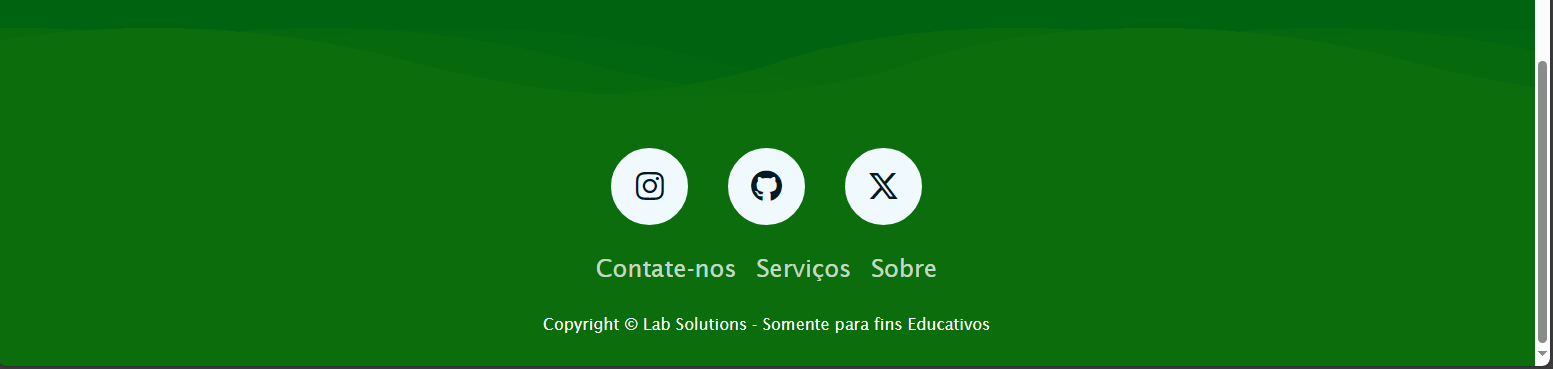 Contate-nos Serviços Sobre
Copyright © Lab Solutions - Somente para fins Educativos